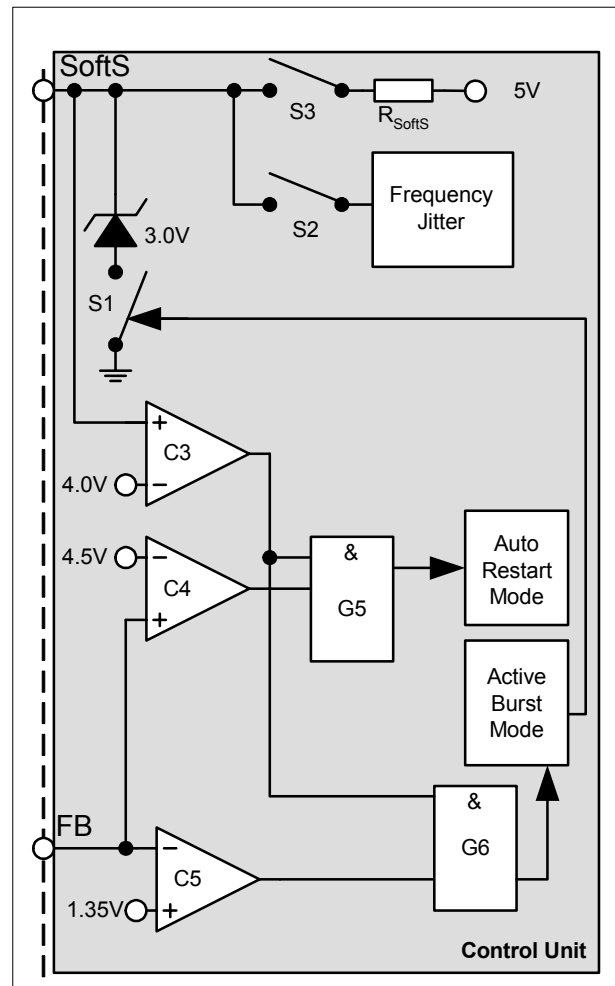 SoftS
S3
R SoftS
5V
S2
Frequency
Jitter
3.0V
S1
+
C3
4.0V
−
4.5V
−
C4
+
&
G5
Auto
Restart
Mode
Active
Burst
Mode
FB
−
C5
1.35V
+
&
G6
Control Unit